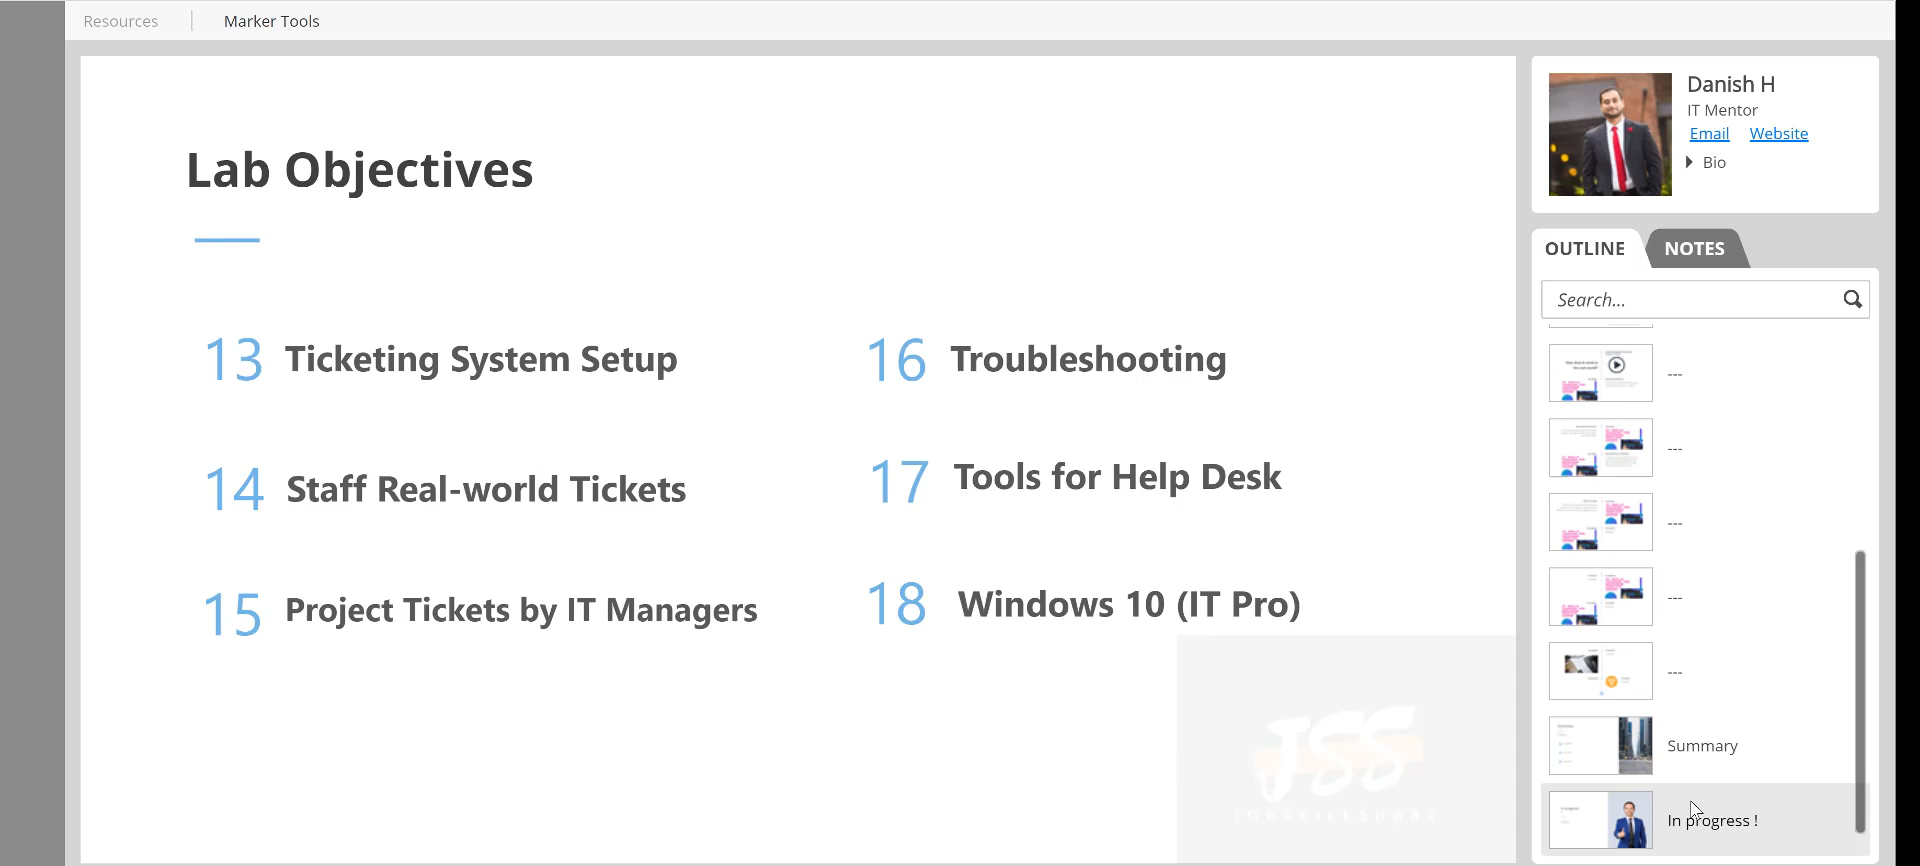 Resources
Marker Tools
Lab Objectives
13 Ticketing System Setup
14 Staff Real-world Tickets
15 Project Tickets by IT Managers
16 Troubleshooting
17 Tools for Help Desk
18 Windows 10 (IT Pro)
JSS
JOBSKILLSHARE
Danish H
IT Mentor
Email Website
Bio
OUTLINE NOTES
Search...
---
---
---
---
---
Summary
In progress !